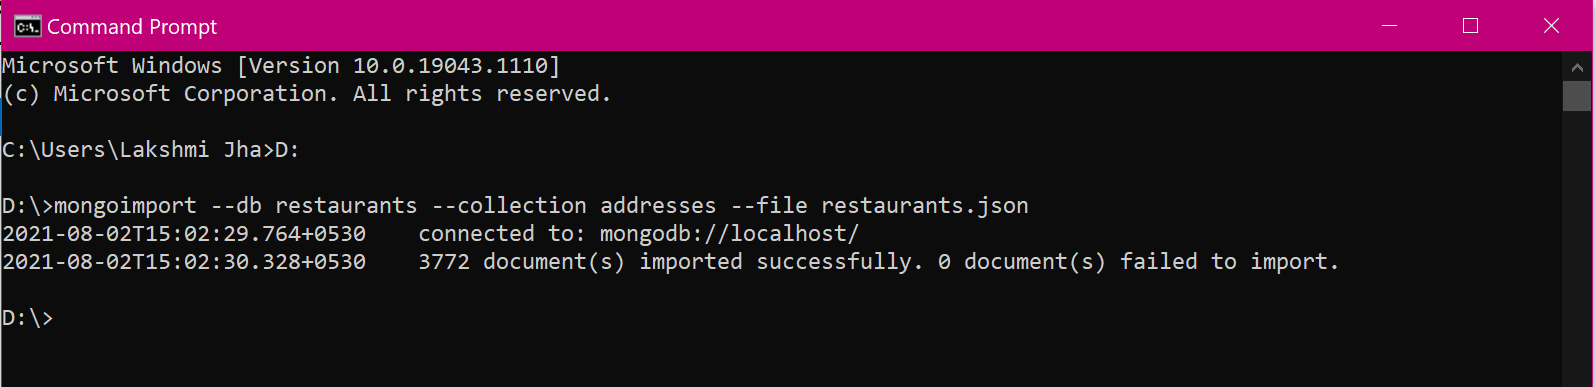 Command Prompt
Microsoft Windows [Version 10.0.19043.1110]
(c) Microsoft Corporation. All rights reserved.
C:\Users\Lakshmi Jha>D:
D:\>mongoimport --db restaurants --collection addresses --file restaurants.json
2021-08-02T15:02:29.764+0530    connected to: mongodb://localhost/
2021-08-02T15:02:30.328+0530    3772 document(s) imported successfully. 0 document(s) failed to import.
D:\>